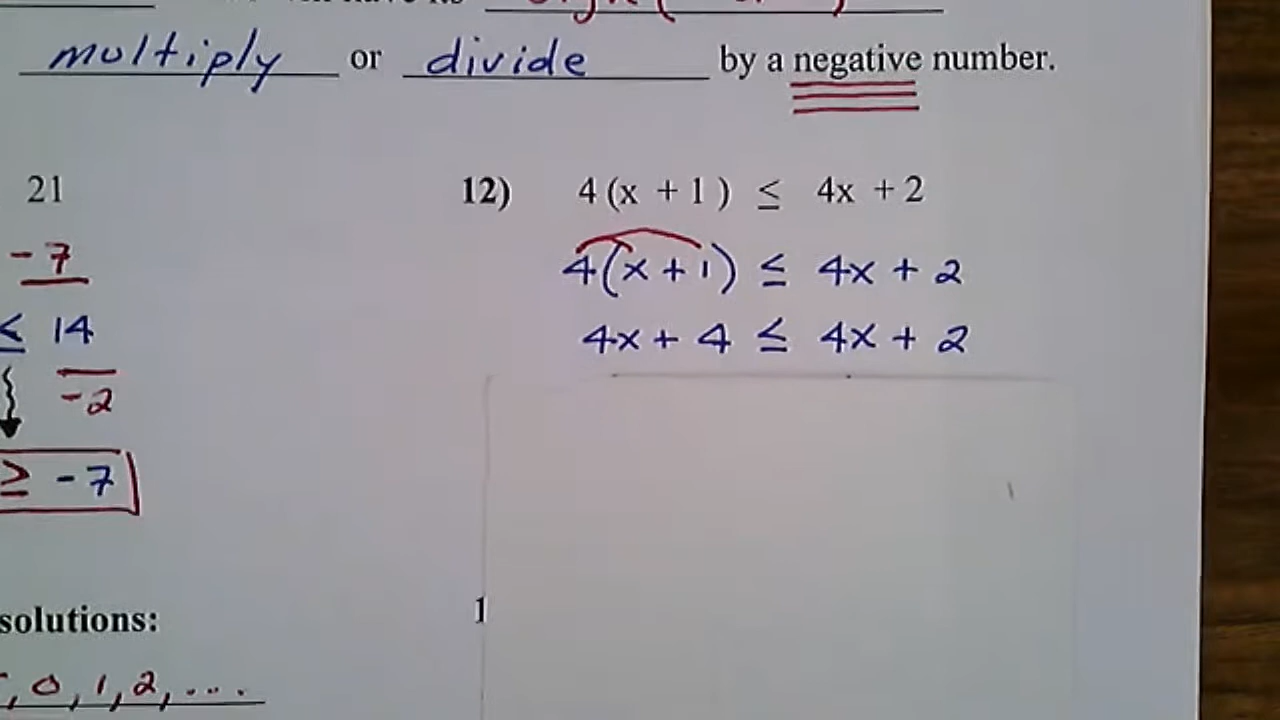 multiply or divide by a negative number.
21
- 7
≤ 14
-2
≥ -7
solutions:
, 0, 1, 2, ...
12) 4 (x + 1 ) ≤ 4x + 2
4(x + 1) ≤ 4x + 2
4x + 4 ≤ 4x + 2
1